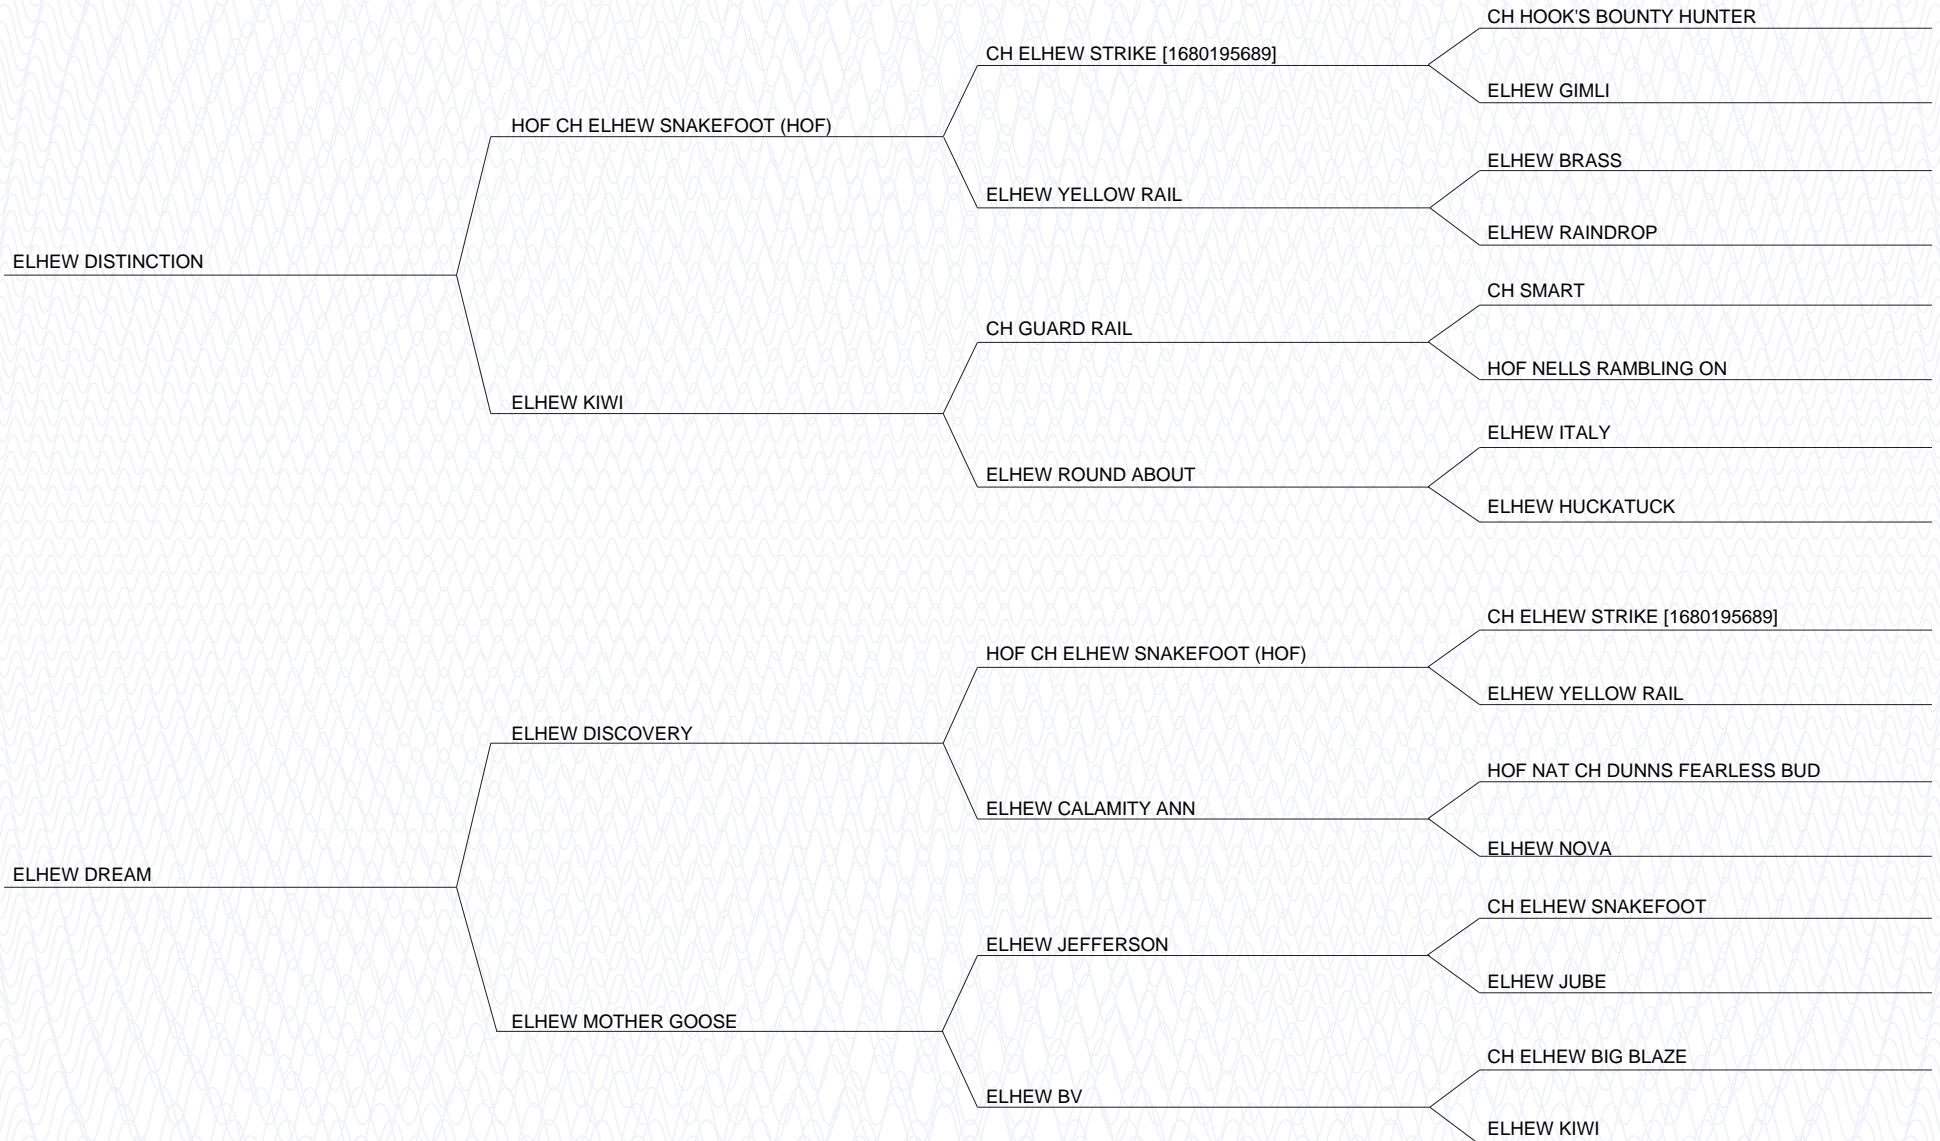 CH HOOK'S BOUNTY HUNTER
CH ELHEW STRIKE [1680195689]
ELHEW GIMLI
HOF CH ELHEW SNAKEFOOT (HOF)
ELHEW BRASS
ELHEW YELLOW RAIL
ELHEW RAINDROP
ELHEW DISTINCTION
CH SMART
CH GUARD RAIL
HOF NELLS RAMBLING ON
ELHEW KIWI
ELHEW ITALY
ELHEW ROUND ABOUT
ELHEW HUCKATUCK
CH ELHEW STRIKE [1680195689]
HOF CH ELHEW SNAKEFOOT (HOF)
ELHEW YELLOW RAIL
ELHEW DISCOVERY
HOF NAT CH DUNNS FEARLESS BUD
ELHEW CALAMITY ANN
ELHEW NOVA
ELHEW DREAM
CH ELHEW SNAKEFOOT
ELHEW JEFFERSON
ELHEW JUBE
ELHEW MOTHER GOOSE
CH ELHEW BIG BLAZE
ELHEW BV
ELHEW KIWI